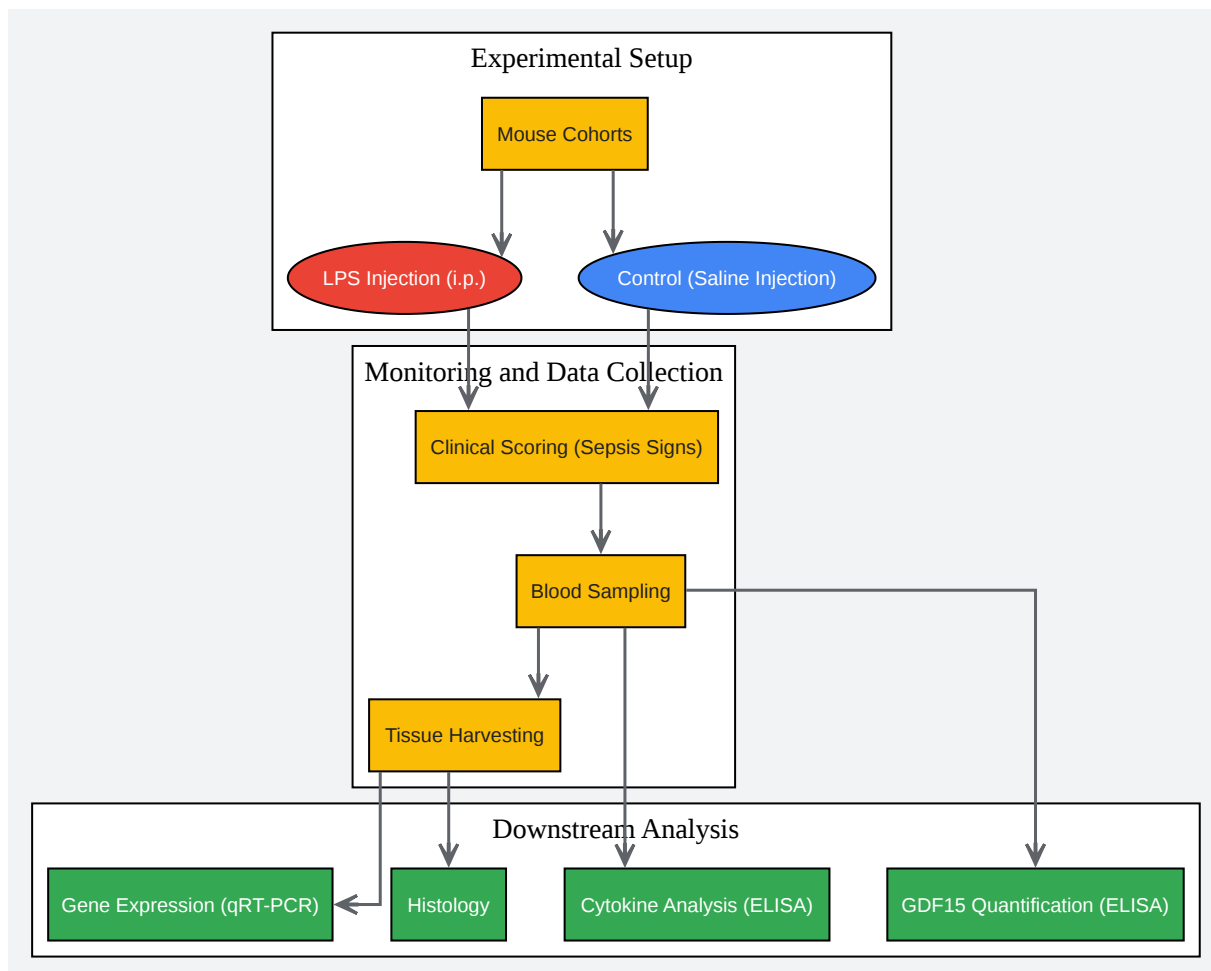 Experimental Setup
Mouse Cohorts
LPS Injection (i.p.)
Control (Saline Injection)
Monitoring and Data Collection
Clinical Scoring (Sepsis Signs)
Blood Sampling
Tissue Harvesting
Downstream Analysis
Gene Expression (qRT-PCR)
Histology
Cytokine Analysis (ELISA)
GDF15 Quantification (ELISA)